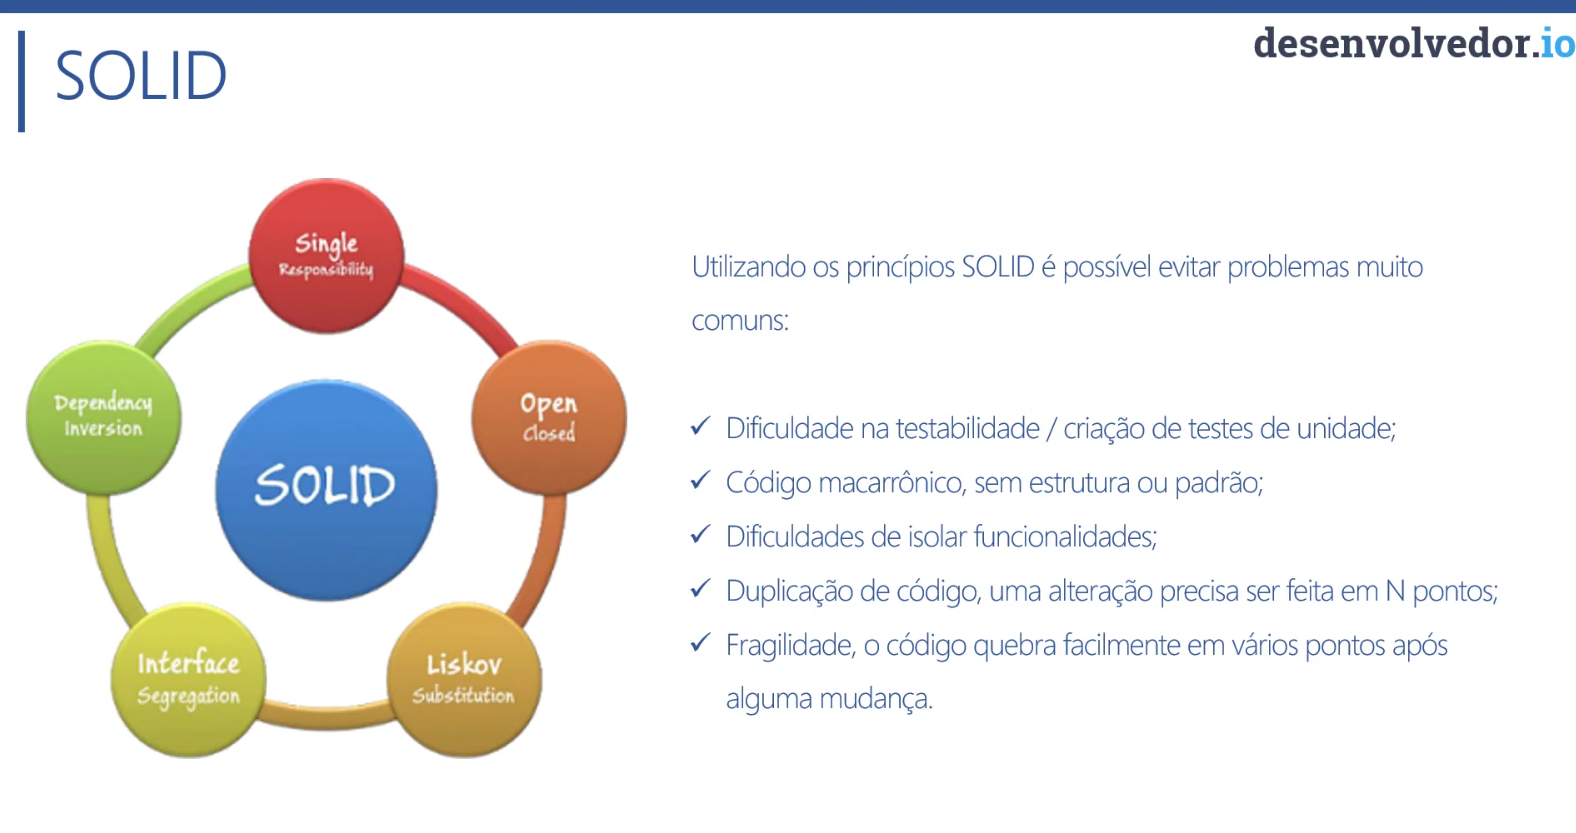 desenvolvedor.io
SOLID
Single
Responsibility
Open
Closed
Liskov
Substitution
Interface
Segregation
Dependency
Inversion
SOLID
Utilizando os princípios SOLID é possível evitar problemas muito
comuns:
✓ Dificuldade na testabilidade / criação de testes de unidade;
✓ Código macarrônico, sem estrutura ou padrão;
✓ Dificuldades de isolar funcionalidades;
✓ Duplicação de código, uma alteração precisa ser feita em N pontos;
✓ Fragilidade, o código quebra facilmente em vários pontos após
alguma mudança.